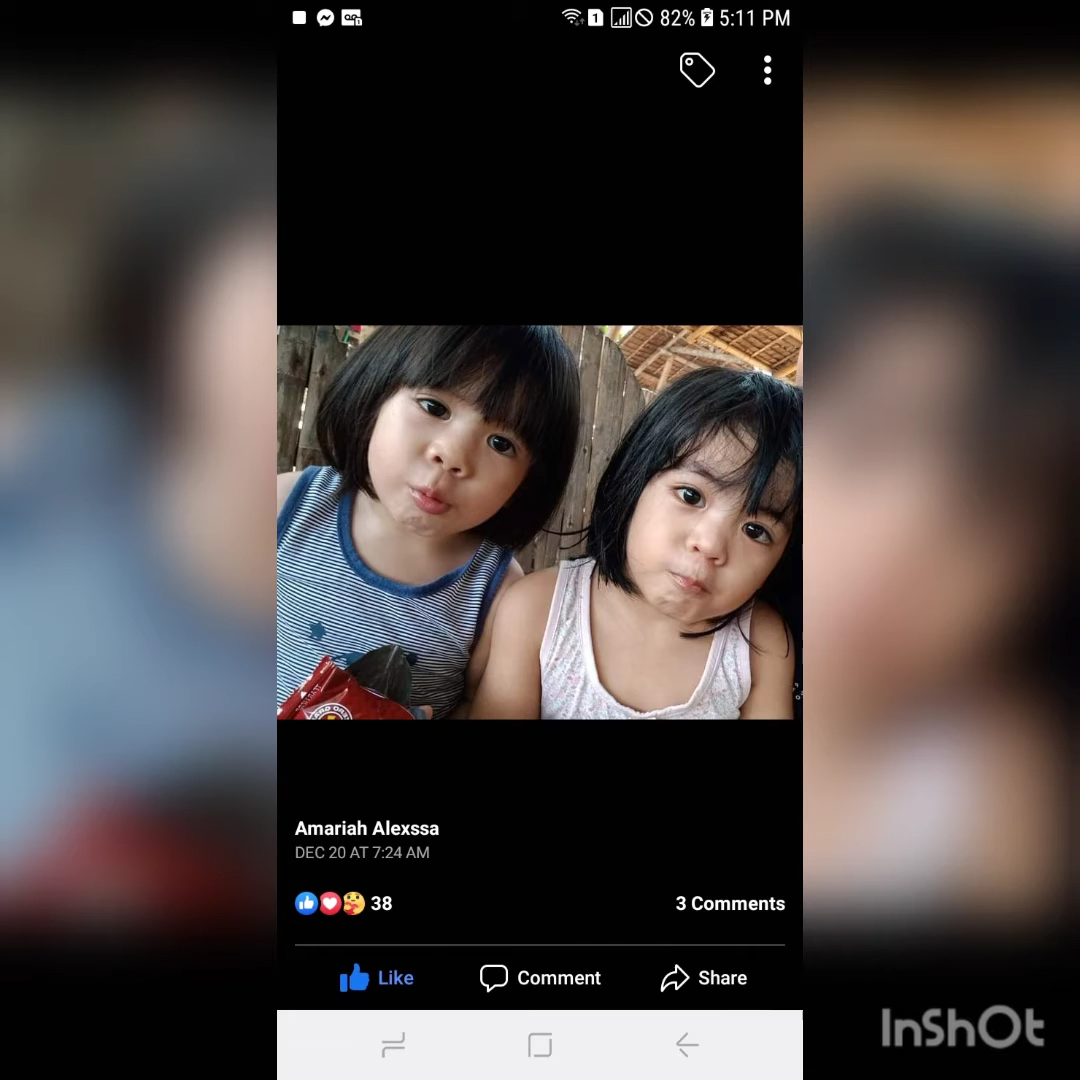 1 82% 5:11 PM
Amariah Alexssa
DEC 20 AT 7:24 AM
38 3 Comments
Like Comment Share
InShOt